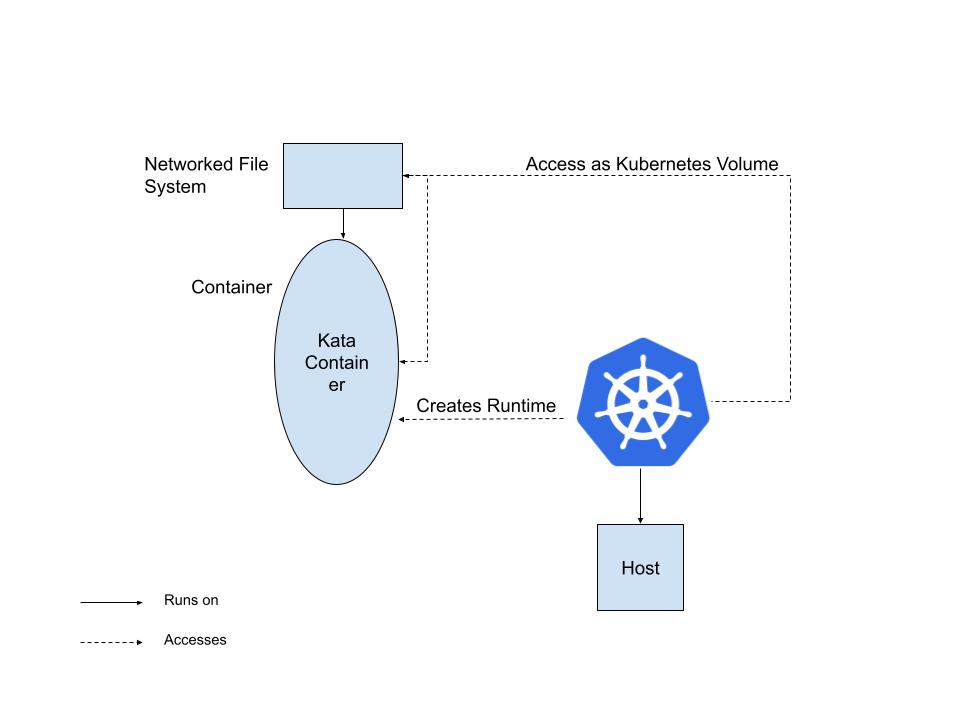 Networked File
System
Access as Kubernetes Volume
Container
Kata
Contain
er
Creates Runtime
Host
Runs on
Accesses